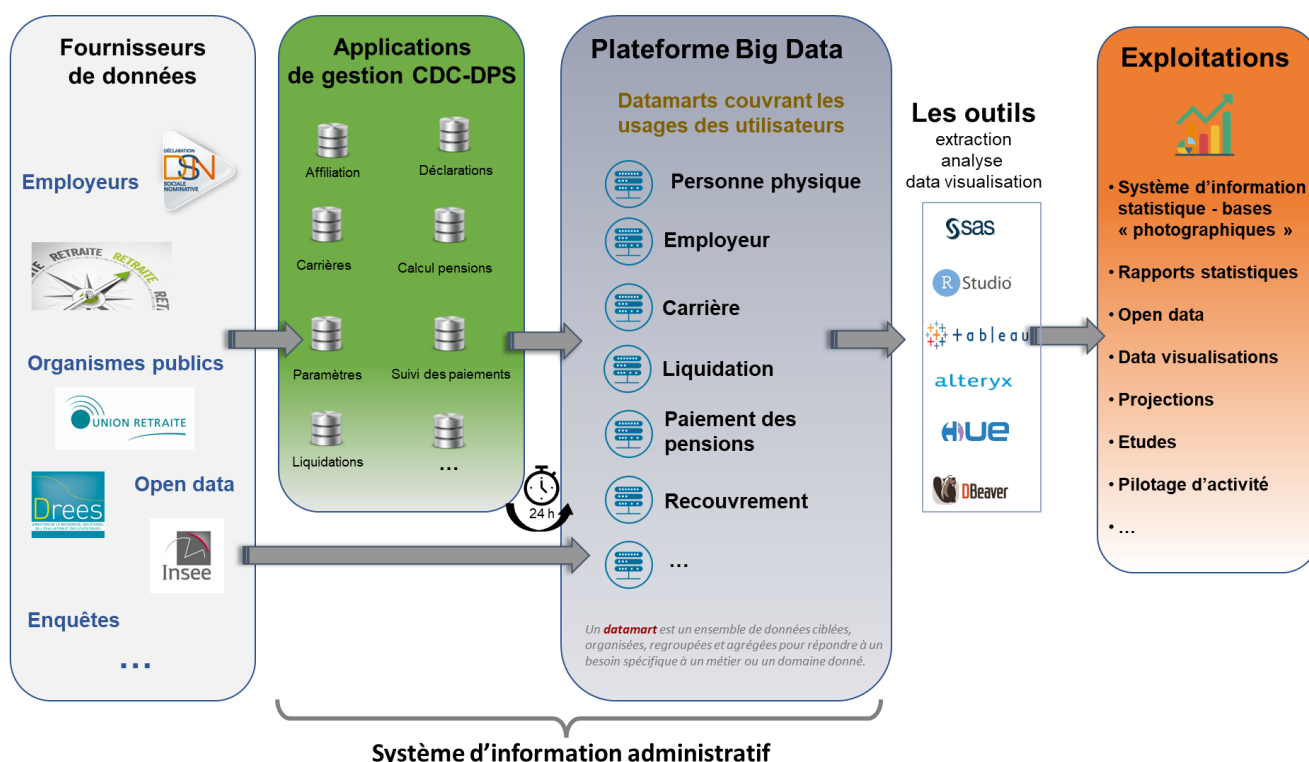 Fournisseurs
de données
DÉCLARATION
DSN
SOCIALE
NOMINATIVE
Employeurs
RETRAITE
RETRAITE
RETRAITE
Organismes publics
UNION RETRAITE
Drees
Open data
Insee
Enquêtes
...
Applications
de gestion CDC-DPS
Affiliation
Déclarations
Carrières
Calcul pensions
Paramètres
Suivi des paiements
Liquidations
...
24 h
Plateforme Big Data
Datamarts couvrant les
usages des utilisateurs
Personne physique
Employeur
Carrière
Liquidation
Paiement des
pensions
Recouvrement
...
Un datamart est un ensemble de données ciblées,
organisées, regroupées et agrégées pour répondre à un
besoin spécifique à un métier ou un domaine donné.
Système d'information administratif
Les outils
extraction
analyse
data visualisation
sas
R Studio
+ableau
alteryx
HUE
DBeaver
Exploitations
• Système d'information
statistique - bases
« photographiques »
• Rapports statistiques
• Open data
• Data visualisations
• Projections
• Etudes
• Pilotage d'activité
• ...